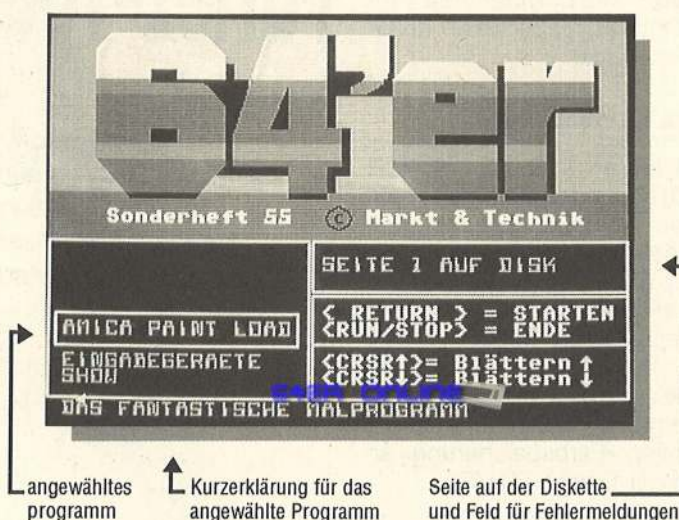 64'er
Sonderheft 55 © Markt & Technik
SEITE 1 AUF DISK
< RETURN > = STARTEN
<RUN/STOP> = ENDE
AMICA PAINT LOAD
EINGABEGERAETE
SHOW
<CRSR↑>= Blättern ↑
<CRSR↓>= Blättern ↓
C64ER ONLINE
DAS FANTASTISCHE MALPROGRAMM
angewähltes
programm
Kurzerklärung für das
angewählte Programm
Seite auf der Diskette
und Feld für Fehlermeldungen